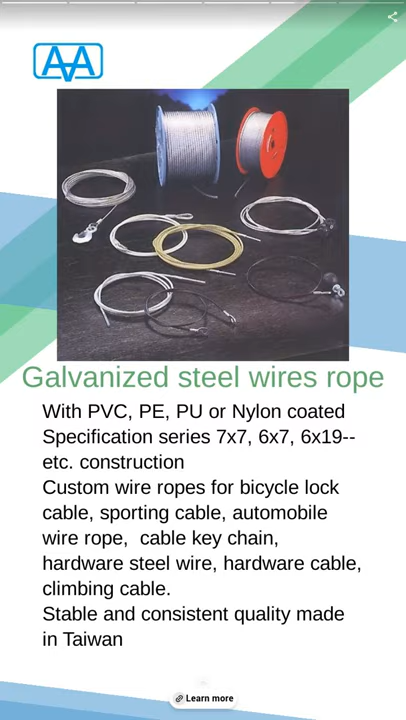 AVA
Galvanized steel wires rope
With PVC, PE, PU or Nylon coated
Specification series 7x7, 6x7, 6x19--
etc. construction
Custom wire ropes for bicycle lock
cable, sporting cable, automobile
wire rope,  cable key chain,
hardware steel wire, hardware cable,
climbing cable.
Stable and consistent quality made
in Taiwan
Learn more